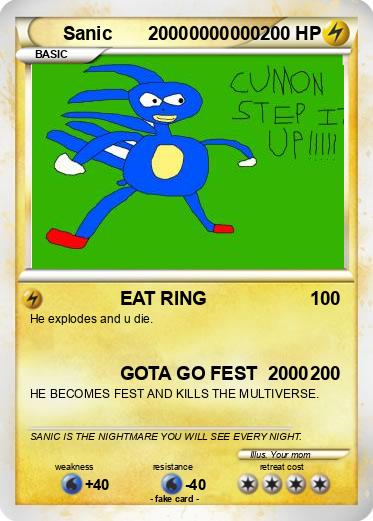 Sanic 20000000000200 HP
BASIC
CUMON
STEP IT
UP!!!!!
EAT RING 100
He explodes and u die.
GOTA GO FEST 2000200
HE BECOMES FEST AND KILLS THE MULTIVERSE.
SANIC IS THE NIGHTMARE YOU WILL SEE EVERY NIGHT.
Illus. Your mom
weakness resistance retreat cost
+40 -40
- fake card -